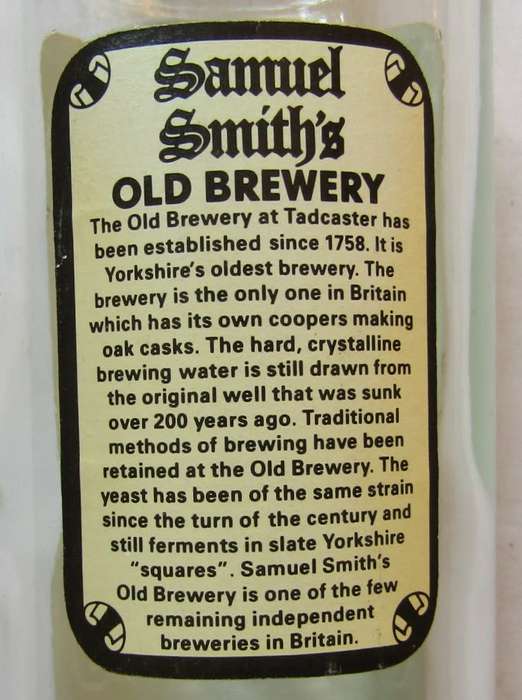 Samuel
Smith's
OLD BREWERY
The Old Brewery at Tadcaster has
been established since 1758. It is
Yorkshire's oldest brewery. The
brewery is the only one in Britain
which has its own coopers making
oak casks. The hard, crystalline
brewing water is still drawn from
the original well that was sunk
over 200 years ago. Traditional
methods of brewing have been
retained at the Old Brewery. The
yeast has been of the same strain
since the turn of the century and
still ferments in slate Yorkshire
"squares". Samuel Smith's
Old Brewery is one of the few
remaining independent
breweries in Britain.